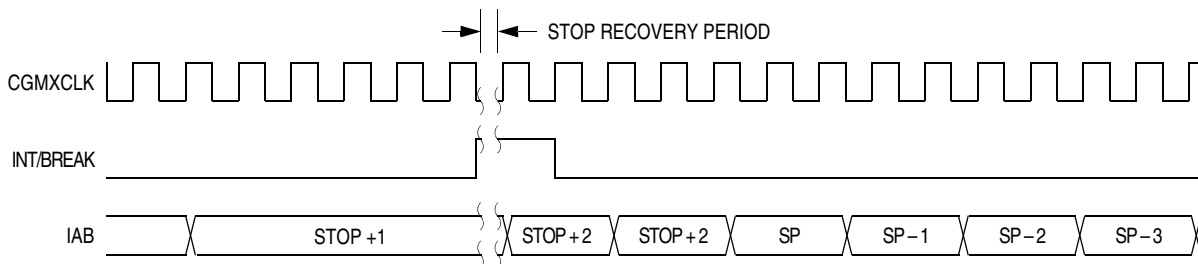 STOP RECOVERY PERIOD
CGMXCLK
INT/BREAK
IAB
STOP +1
STOP + 2
STOP + 2
SP
SP – 1
SP – 2
SP – 3